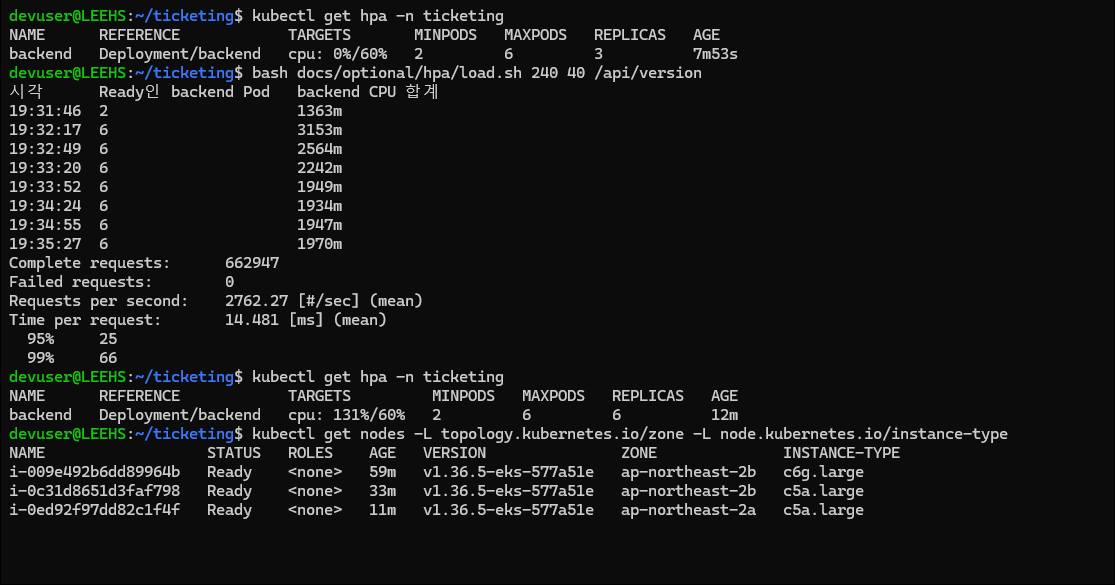 devuser@LEEHS:~/ticketing$ kubectl get hpa -n ticketing
NAME      REFERENCE            TARGETS       MINPODS   MAXPODS   REPLICAS   AGE
backend   Deployment/backend   cpu: 0%/60%   2         6         3          7m53s
devuser@LEEHS:~/ticketing$ bash docs/optional/hpa/load.sh 240 40 /api/version
시각      Ready인 backend Pod   backend CPU 합계
19:31:46  2                     1363m
19:32:17  6                     3153m
19:32:49  6                     2564m
19:33:20  6                     2242m
19:33:52  6                     1949m
19:34:24  6                     1934m
19:34:55  6                     1947m
19:35:27  6                     1970m
Complete requests:      662947
Failed requests:        0
Requests per second:    2762.27 [#/sec] (mean)
Time per request:       14.481 [ms] (mean)
  95%     25
  99%     66
devuser@LEEHS:~/ticketing$ kubectl get hpa -n ticketing
NAME      REFERENCE            TARGETS         MINPODS   MAXPODS   REPLICAS   AGE
backend   Deployment/backend   cpu: 131%/60%   2         6         6          12m
devuser@LEEHS:~/ticketing$ kubectl get nodes -L topology.kubernetes.io/zone -L node.kubernetes.io/instance-type
NAME                  STATUS   ROLES    AGE   VERSION               ZONE              INSTANCE-TYPE
i-009e492b6dd89964b   Ready    <none>   59m   v1.36.5-eks-577a51e   ap-northeast-2b   c6g.large
i-0c31d8651d3faf798   Ready    <none>   33m   v1.36.5-eks-577a51e   ap-northeast-2b   c5a.large
i-0ed92f97dd82c1f4f   Ready    <none>   11m   v1.36.5-eks-577a51e   ap-northeast-2a   c5a.large